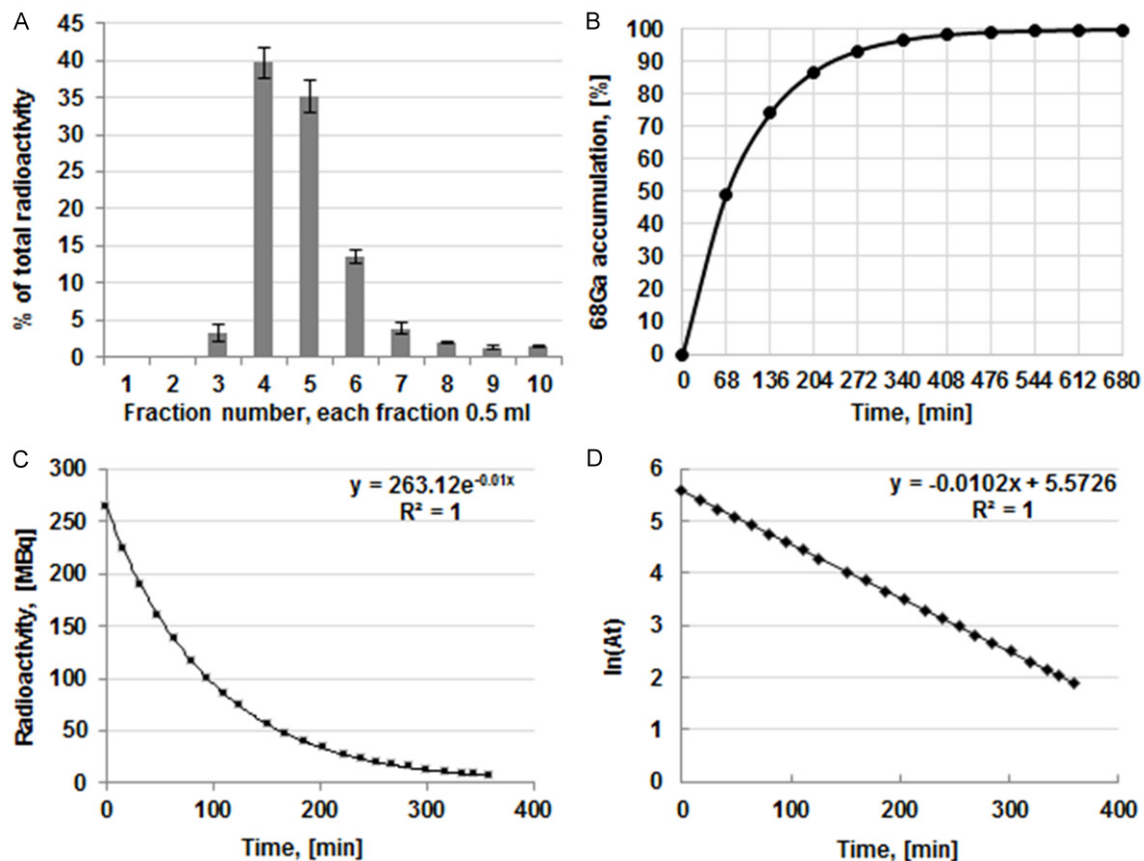 A
% of total radioactivity
45
40
35
30
25
20
15
10
5
0
1 2 3 4 5 6 7 8 9 10
Fraction number, each fraction 0.5 ml
B
68Ga accumulation, [%]
100
90
80
70
60
50
40
30
20
10
0
0 68 136 204 272 340 408 476 544 612 680
Time, [min]
C
Radioactivity, [MBq]
300
250
200
150
100
50
0
y = 263.12e^-0.01x
R² = 1
0 100 200 300 400
Time, [min]
D
ln(At)
6
5
4
3
2
1
0
y = -0.0102x + 5.5726
R² = 1
0 100 200 300 400
Time, [min]